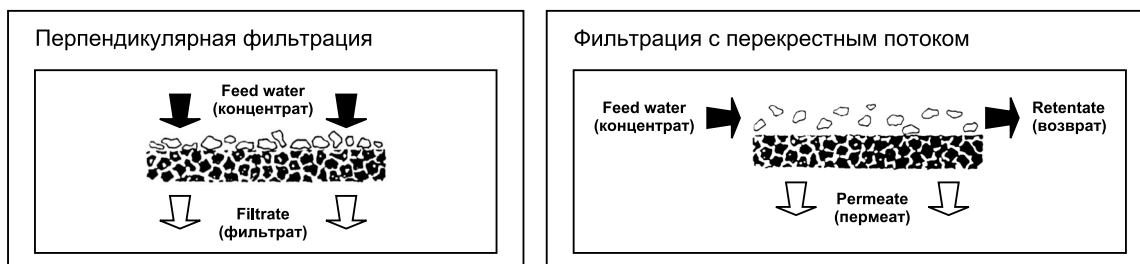 Перпендикулярная фильтрация
Feed water
(концентрат)
Filtrate
(фильтрат)
Фильтрация с перекрестным потоком
Feed water
(концентрат)
Retentate
(возврат)
Permeate
(пермеат)